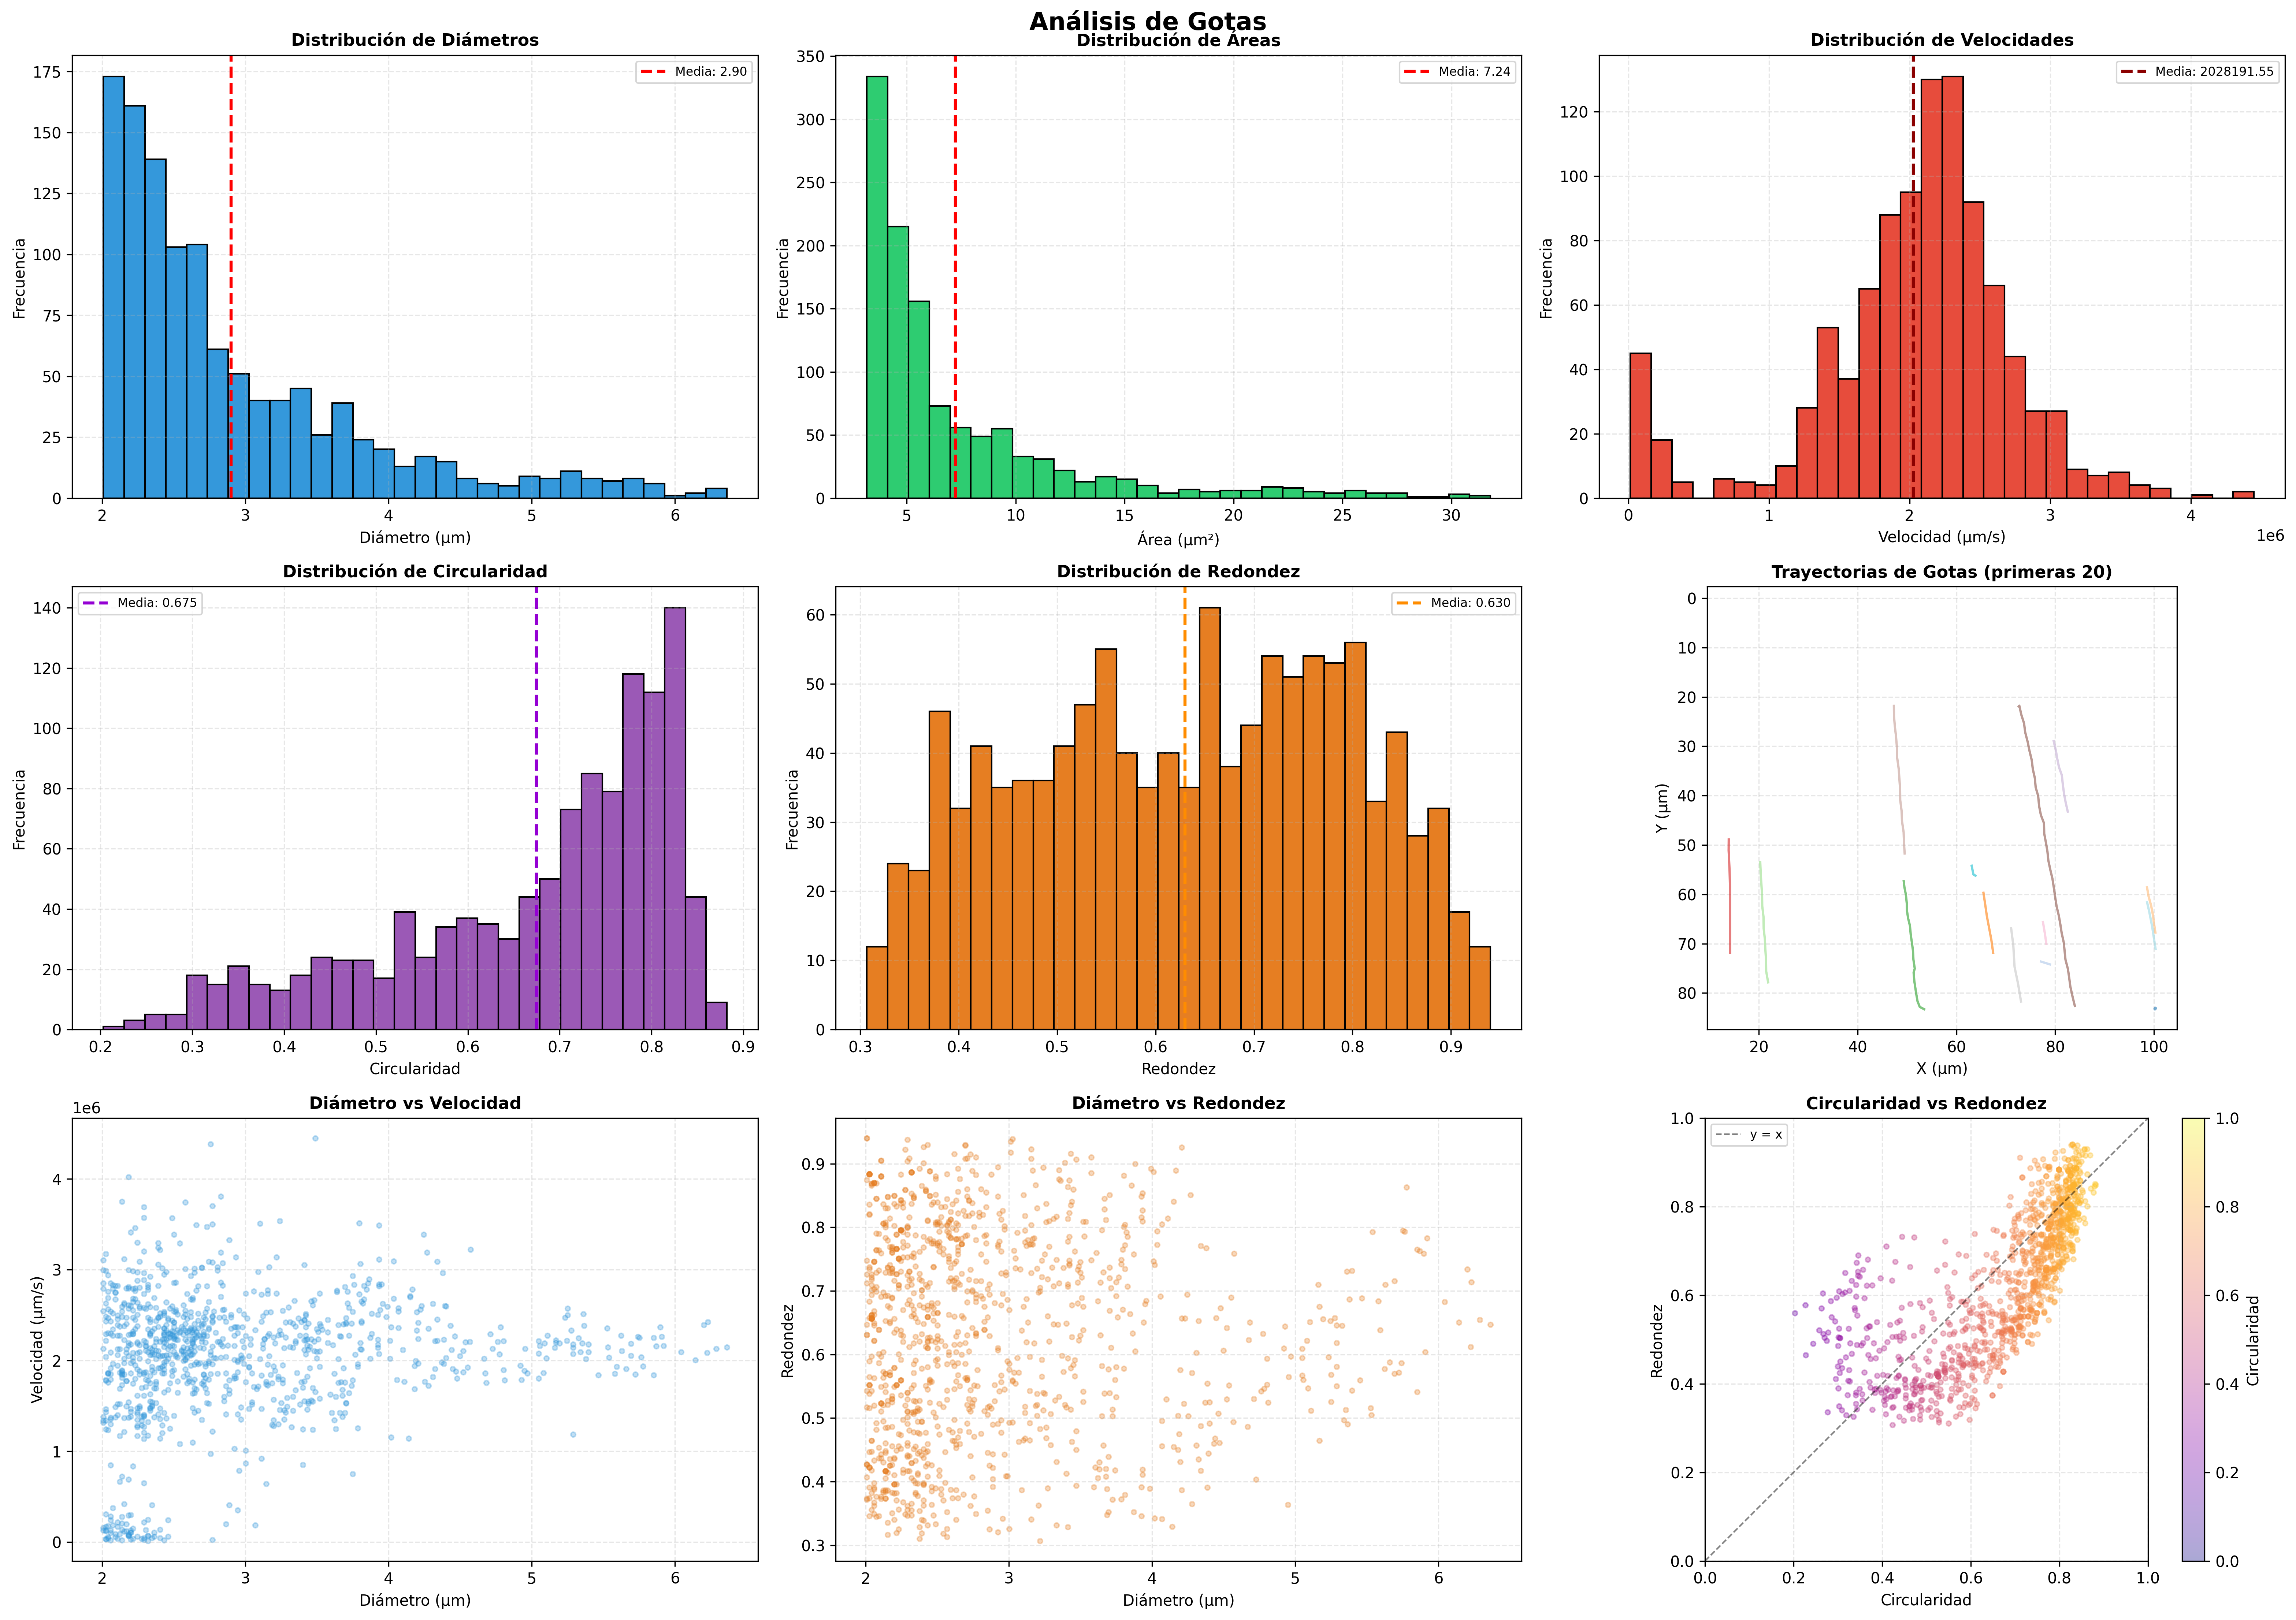 Análisis de Gotas
Distribución de Diámetros
Media: 2.90
Frecuencia
175
150
125
100
75
50
25
0
2 3 4 5 6
Diámetro (µm)
Distribución de Áreas
Media: 7.24
Frecuencia
350
300
250
200
150
100
50
0
5 10 15 20 25 30
Área (µm²)
Distribución de Velocidades
Media: 2028191.55
Frecuencia
120
100
80
60
40
20
0
0 1 2 3 4
1e6
Velocidad (µm/s)
Distribución de Circularidad
Media: 0.675
Frecuencia
140
120
100
80
60
40
20
0
0.2 0.3 0.4 0.5 0.6 0.7 0.8 0.9
Circularidad
Distribución de Redondez
Media: 0.630
Frecuencia
60
50
40
30
20
10
0
0.3 0.4 0.5 0.6 0.7 0.8 0.9
Redondez
Trayectorias de Gotas (primeras 20)
Y (µm)
0
10
20
30
40
50
60
70
80
20 40 60 80 100
X (µm)
Diámetro vs Velocidad
1e6
Velocidad (µm/s)
4
3
2
1
0
2 3 4 5 6
Diámetro (µm)
Diámetro vs Redondez
Redondez
0.9
0.8
0.7
0.6
0.5
0.4
0.3
2 3 4 5 6
Diámetro (µm)
Circularidad vs Redondez
y = x
Redondez
1.0
0.8
0.6
0.4
0.2
0.0
0.0 0.2 0.4 0.6 0.8 1.0
Circularidad
1.0
0.8
0.6
0.4
0.2
0.0
Circularidad